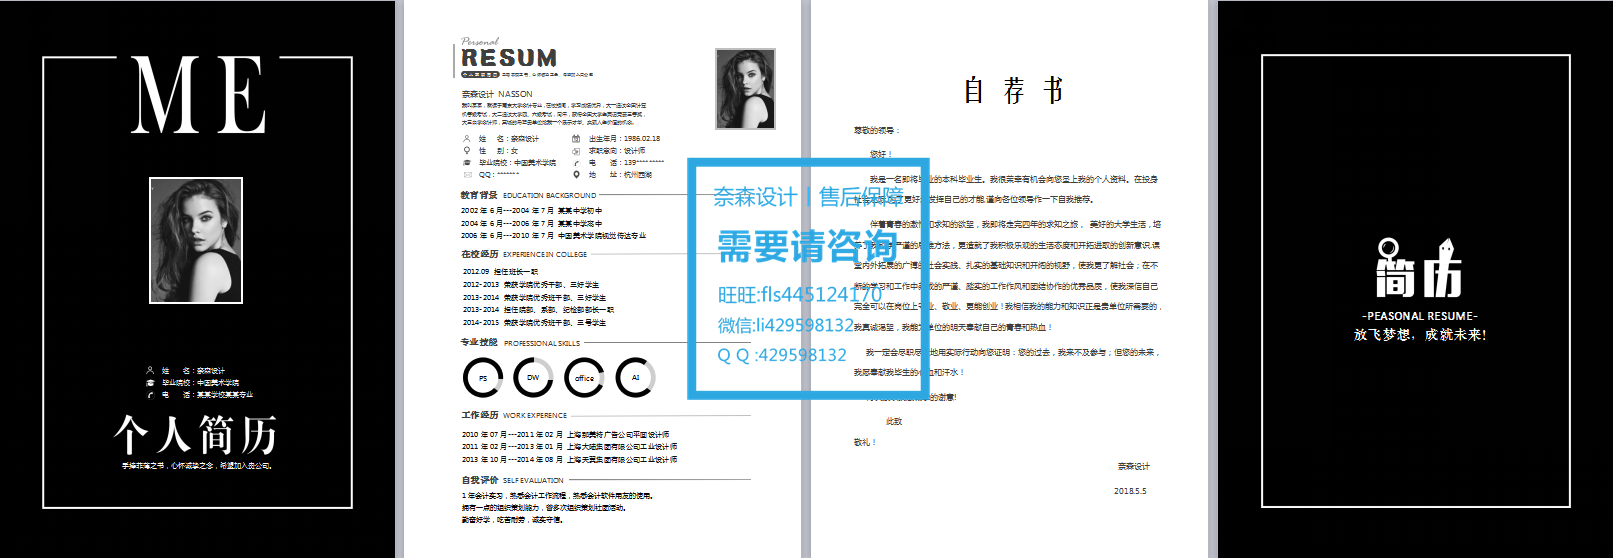 ME
姓 名：奈森设计
毕业院校：中国美术学院
电 话：某某学校某某专业
个人简历
手捧菲薄之书，心怀诚挚之念，希望加入贵公司。
Personal
RESUM
奈森设计 NASSON
姓 名：奈森设计
出生年月：1986.02.18
性 别：女
求职意向：设计师
毕业院校：中国美术学院
电 话：139*********
QQ：*******
地 址：杭州西湖
教育背景 EDUCATION BACKGROUND
2002 年 6 月---2004 年 7 月 某某中学初中
2004 年 6 月---2006 年 7 月 某某中学高中
2006 年 6 月---2010 年 7 月 中国美术学院视觉传达专业
在校经历 EXPERIENCE IN COLLEGE
2012.09 担任班长一职
2012-2013 荣获学院优秀班干部、三好学生
2013-2014 荣获学院优秀班干部、三好学生
2013-2014 担任院部、系部、纪检部部长一职
2014-2015 荣获学院优秀班干部、三号学生
专业技能 PROFESSIONAL SKILLS
PS
DW
office
AI
工作经历 WORK EXPERENCE
2010 年 07 月---2011 年 02 月 上海那美特广告公司平面设计师
2011 年 02 月---2013 年 01 月 上海大陆集团有限公司工业设计师
2013 年 10 月---2014 年 08 月 上海天翼集团有限公司工业设计师
自我评价 SELF EVALUATION
1 年会计实习，熟悉会计工作流程，熟悉会计软件用友的使用。
拥有一点的组织策划能力，曾多次组织策划社团活动。
勤奋好学，吃苦耐劳，诚实守信。
奈森设计丨售后保障
需要请咨询
旺旺:fls445124170
微信:li429598132
Q Q :429598132
自 荐 书
尊敬的领导：
您好！
我是一名即将毕业的本科毕业生。我很荣幸有机会向您呈上我的个人资料。在投身
更好地发挥自己的才能,谨向各位领导作一下自我推荐。
伴着青春的激情和求知的欲望，我即将走完四年的求知之旅， 美好的大学生活，培
严谨的思维方法，更造就了我积极乐观的生活态度和开拓进取的创新意识.课
堂内外拓展的广博的社会实践、扎实的基础知识和开阔的视野，使我更了解社会；在不
断的学习和工作中养成的严谨、踏实的工作作风和团结协作的优秀品质，使我深信自己
完全可以在岗位上守业、敬业、更能创业！我相信我的能力和知识正是贵单位所需要的，
我真诚渴望，我能为单位的明天奉献自己的青春和热血！
我一定会尽职尽责地用实际行动向您证明：您的过去，我来不及参与；但您的未来，
我愿奉献我毕生的心血和汗水！
的谢意!
此致
敬礼！
奈森设计
2018.5.5
简历
-PEASONAL RESUME-
放飞梦想，成就未来!